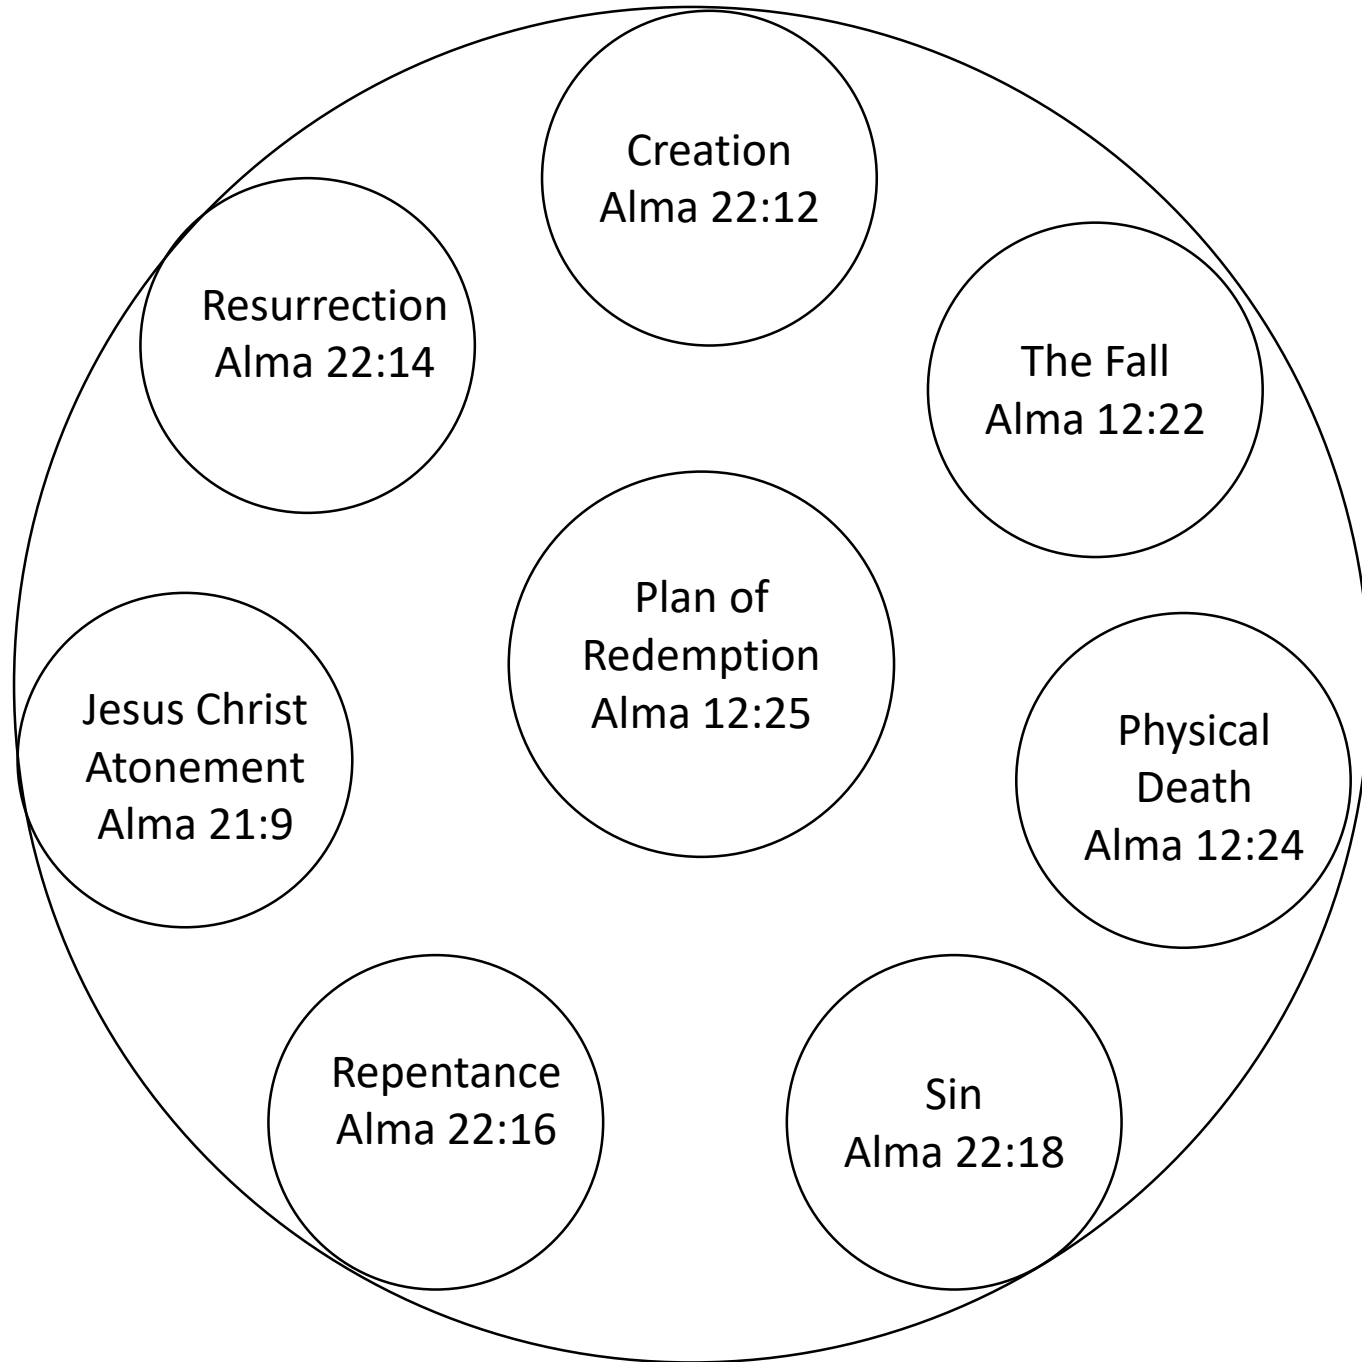 Creation
Alma 22:12
The Fall
Alma 12:22
Physical
Death
Alma 12:24
Sin
Alma 22:18
Repentance
Alma 22:16
Jesus Christ
Atonement
Alma 21:9
Resurrection
Alma 22:14
Plan of
Redemption
Alma 12:25